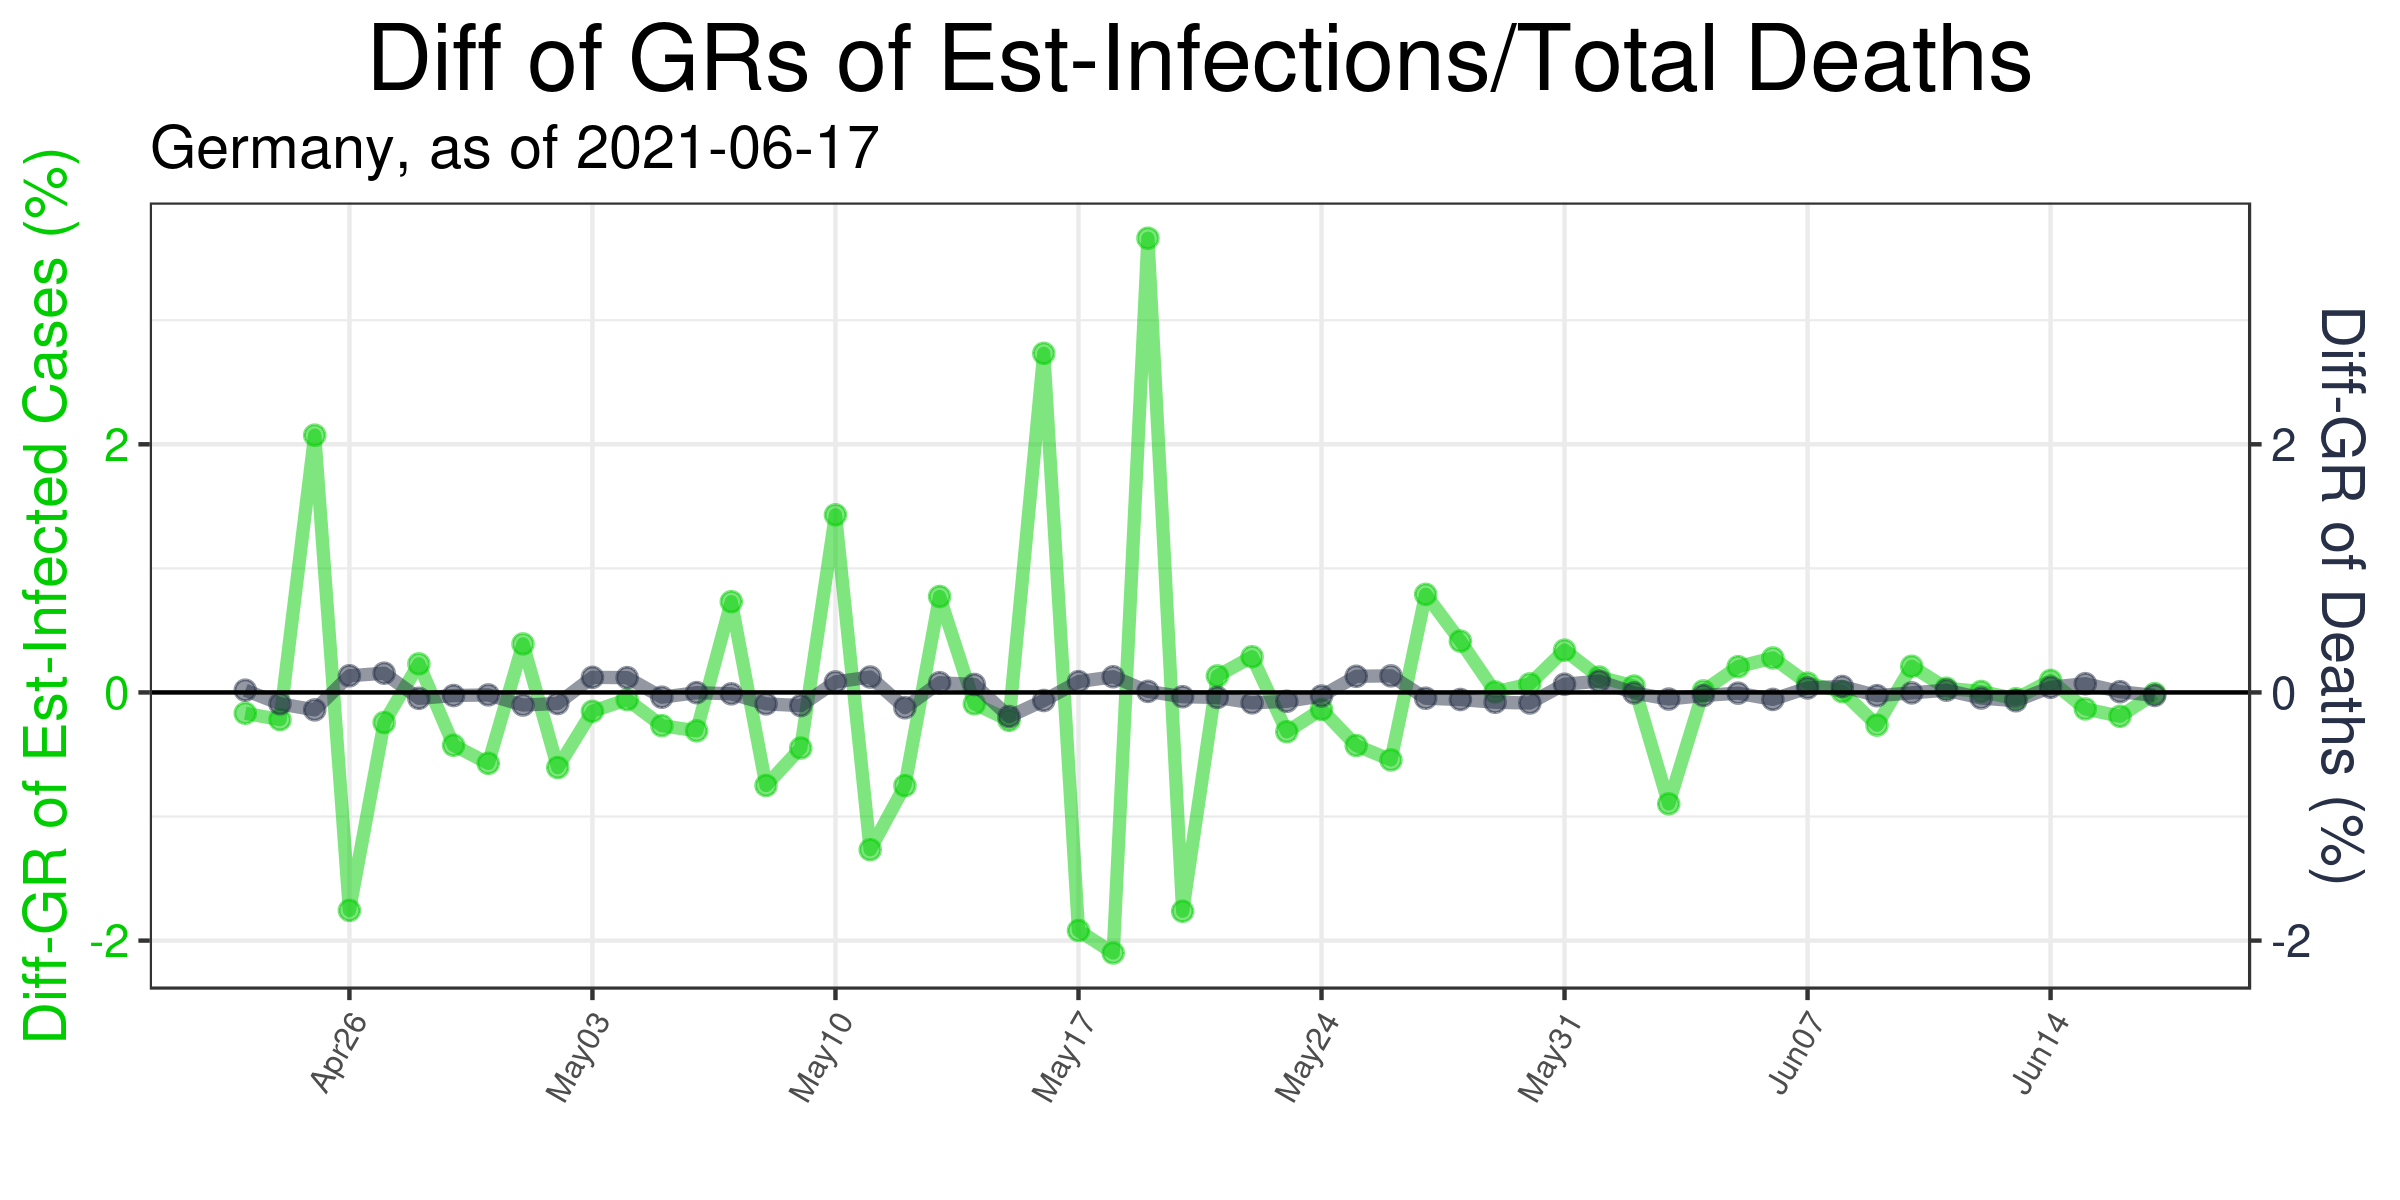 Diff of GRs of Est-Infections/Total Deaths
Germany, as of 2021-06-17
Diff-GR of Est-Infected Cases (%)
2
0
-2
2
0
-2
Diff-GR of Deaths (%)
Apr26
May03
May10
May17
May24
May31
Jun07
Jun14